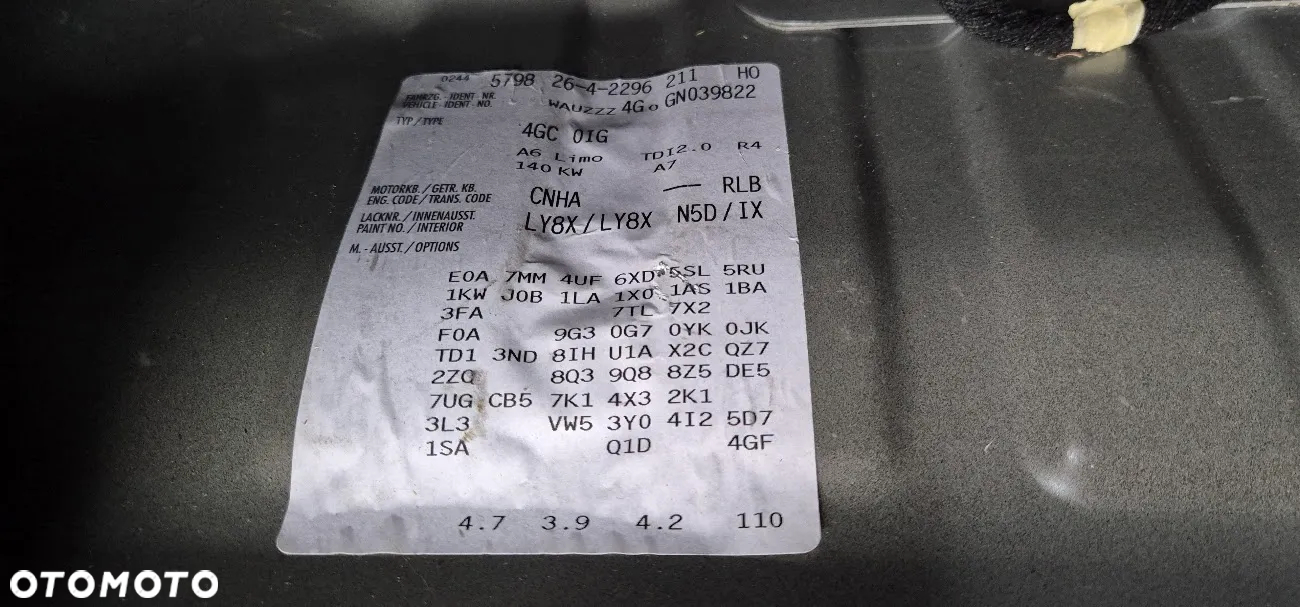 0244 5798 26-4-2296 211 HO
FAHRZG.-IDENT.NR.
VEHICLE-IDENT-NO. WAUZZZ 4G0 GN039822
TYP/TYPE 4GC 0IG
A6 Limo TDI2.0 R4
140 KW A7
MOTORKB./GETR. KB.
ENG. CODE/TRANS. CODE CNHA --- RLB
LACKNR./INNENAUSST.
PAINT NO./INTERIOR LY8X/LY8X N5D/IX
M.-AUSST./OPTIONS
E0A 7MM 4UF 6XD 5SL 5RU
1KW J0B 1LA 1X0 1AS 1BA
3FA 7TL 7X2
F0A 9G3 0G7 0YK 0JK
TD1 3ND 8IH U1A X2C QZ7
2ZQ 8Q3 9Q8 8Z5 DE5
7UG CB5 7K1 4X3 2K1
3L3 VW5 3Y0 4I2 5D7
1SA Q1D 4GF
4.7 3.9 4.2 110
OTOMOTO